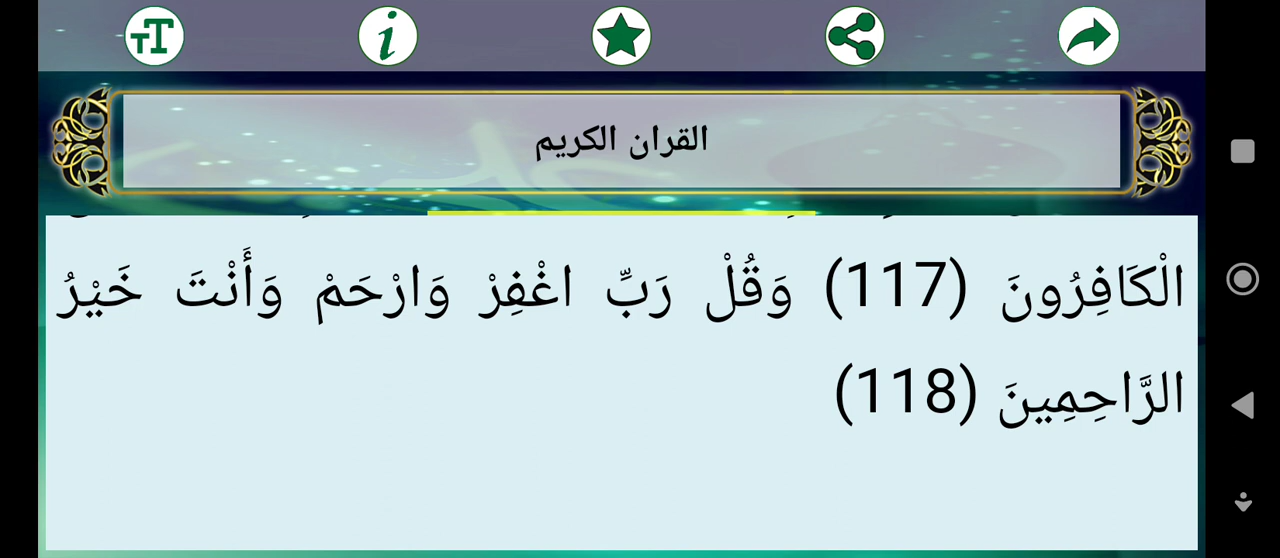 القران الكريم
الْكَافِرُونَ (117) وَقُلْ رَبِّ اغْفِرْ وَارْحَمْ وَأَنْتَ خَيْرُ
الرَّاحِمِينَ (118)